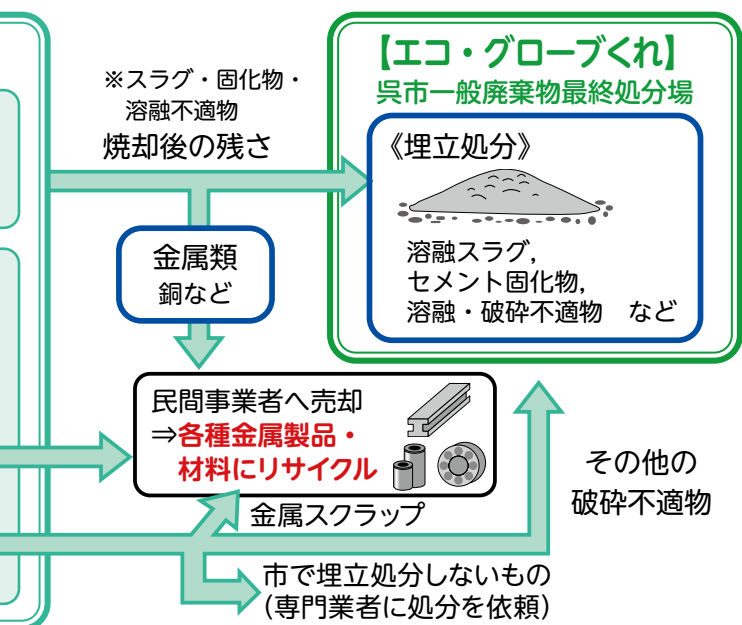 ※スラグ・固化物・
溶融不適物
焼却後の残さ
金属類
銅など
【エコ・グローブくれ】
呉市一般廃棄物最終処分場
《埋立処分》
溶融スラグ,
セメント固化物,
溶融・破砕不適物　など
民間事業者へ売却
⇒各種金属製品・
材料にリサイクル
金属スクラップ
その他の
破砕不適物
市で埋立処分しないもの
(専門業者に処分を依頼)